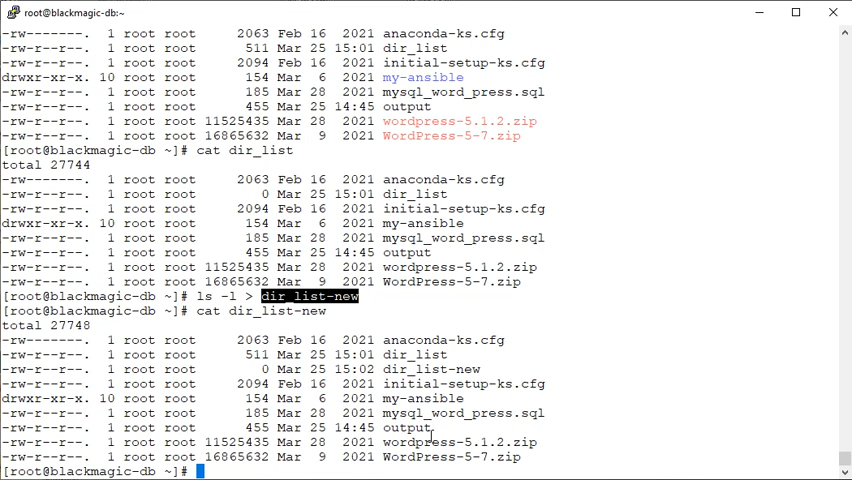 root@blackmagic-db:~
-rw-------. 1 root root 2063 Feb 16 2021 anaconda-ks.cfg
-rw-r--r--. 1 root root 511 Mar 25 15:01 dir_list
-rw-r--r--. 1 root root 2094 Feb 16 2021 initial-setup-ks.cfg
drwxr-xr-x. 10 root root 154 Mar 6 2021 my-ansible
-rw-r--r--. 1 root root 185 Mar 28 2021 mysql_word_press.sql
-rw-r--r--. 1 root root 455 Mar 25 14:45 output
-rw-r--r--. 1 root root 11525435 Mar 28 2021 wordpress-5.1.2.zip
-rw-r--r--. 1 root root 16865632 Mar 9 2021 WordPress-5-7.zip
[root@blackmagic-db ~]# cat dir_list
total 27744
-rw-------. 1 root root 2063 Feb 16 2021 anaconda-ks.cfg
-rw-r--r--. 1 root root 0 Mar 25 15:01 dir_list
-rw-r--r--. 1 root root 2094 Feb 16 2021 initial-setup-ks.cfg
drwxr-xr-x. 10 root root 154 Mar 6 2021 my-ansible
-rw-r--r--. 1 root root 185 Mar 28 2021 mysql_word_press.sql
-rw-r--r--. 1 root root 455 Mar 25 14:45 output
-rw-r--r--. 1 root root 11525435 Mar 28 2021 wordpress-5.1.2.zip
-rw-r--r--. 1 root root 16865632 Mar 9 2021 WordPress-5-7.zip
[root@blackmagic-db ~]# ls -l > dir_list-new
[root@blackmagic-db ~]# cat dir_list-new
total 27748
-rw-------. 1 root root 2063 Feb 16 2021 anaconda-ks.cfg
-rw-r--r--. 1 root root 511 Mar 25 15:01 dir_list
-rw-r--r--. 1 root root 0 Mar 25 15:02 dir_list-new
-rw-r--r--. 1 root root 2094 Feb 16 2021 initial-setup-ks.cfg
drwxr-xr-x. 10 root root 154 Mar 6 2021 my-ansible
-rw-r--r--. 1 root root 185 Mar 28 2021 mysql_word_press.sql
-rw-r--r--. 1 root root 455 Mar 25 14:45 output
-rw-r--r--. 1 root root 11525435 Mar 28 2021 wordpress-5.1.2.zip
-rw-r--r--. 1 root root 16865632 Mar 9 2021 WordPress-5-7.zip
[root@blackmagic-db ~]#